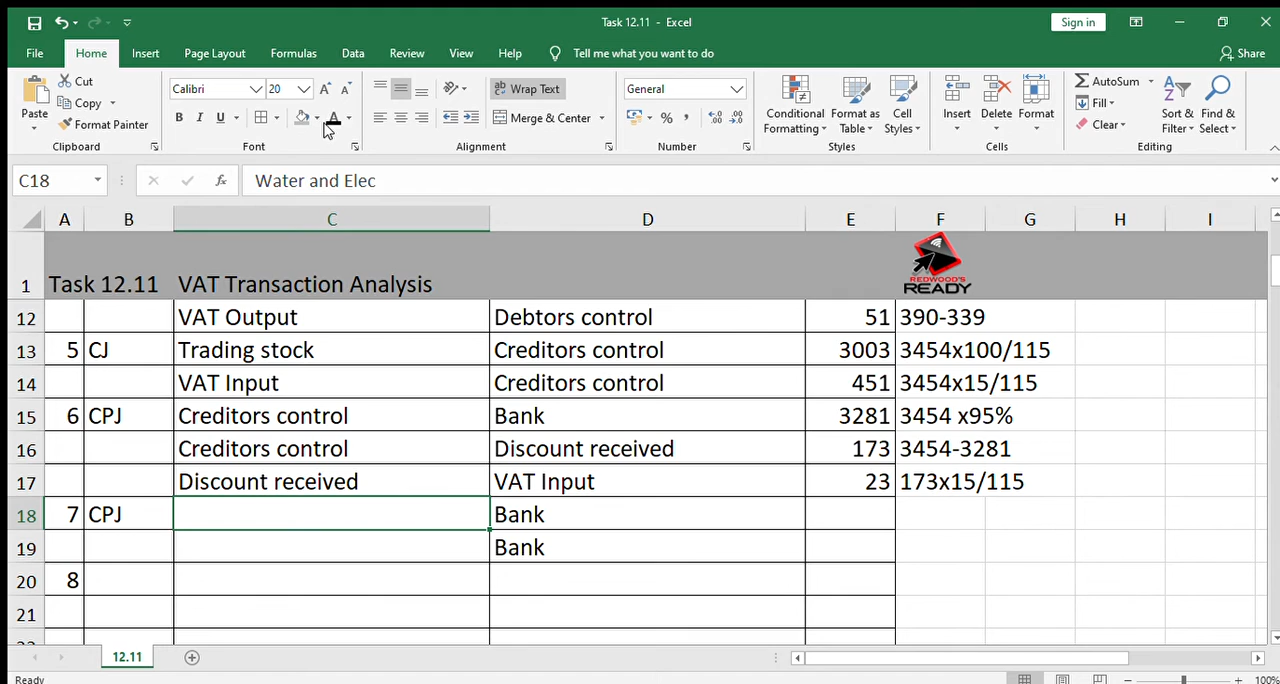 Task 12.11 - Excel
Sign in
File Home Insert Page Layout Formulas Data Review View Help Tell me what you want to do Share
Paste
Cut
Copy
Format Painter
Clipboard
Calibri 20
B I U
Font
Wrap Text
Merge & Center
Alignment
General
Number
Conditional Formatting
Format as Table
Cell Styles
Styles
Insert Delete Format
Cells
AutoSum
Fill
Clear
Sort & Filter
Find & Select
Editing
C18 fx Water and Elec
A B C D E F G H I
1 Task 12.11 VAT Transaction Analysis
REDWOOD'S
READY
12 VAT Output Debtors control 51 390-339
13 5 CJ Trading stock Creditors control 3003 3454x100/115
14 VAT Input Creditors control 451 3454x15/115
15 6 CPJ Creditors control Bank 3281 3454 x95%
16 Creditors control Discount received 173 3454-3281
17 Discount received VAT Input 23 173x15/115
18 7 CPJ Bank
19 Bank
20 8
21
12.11
Ready
100%